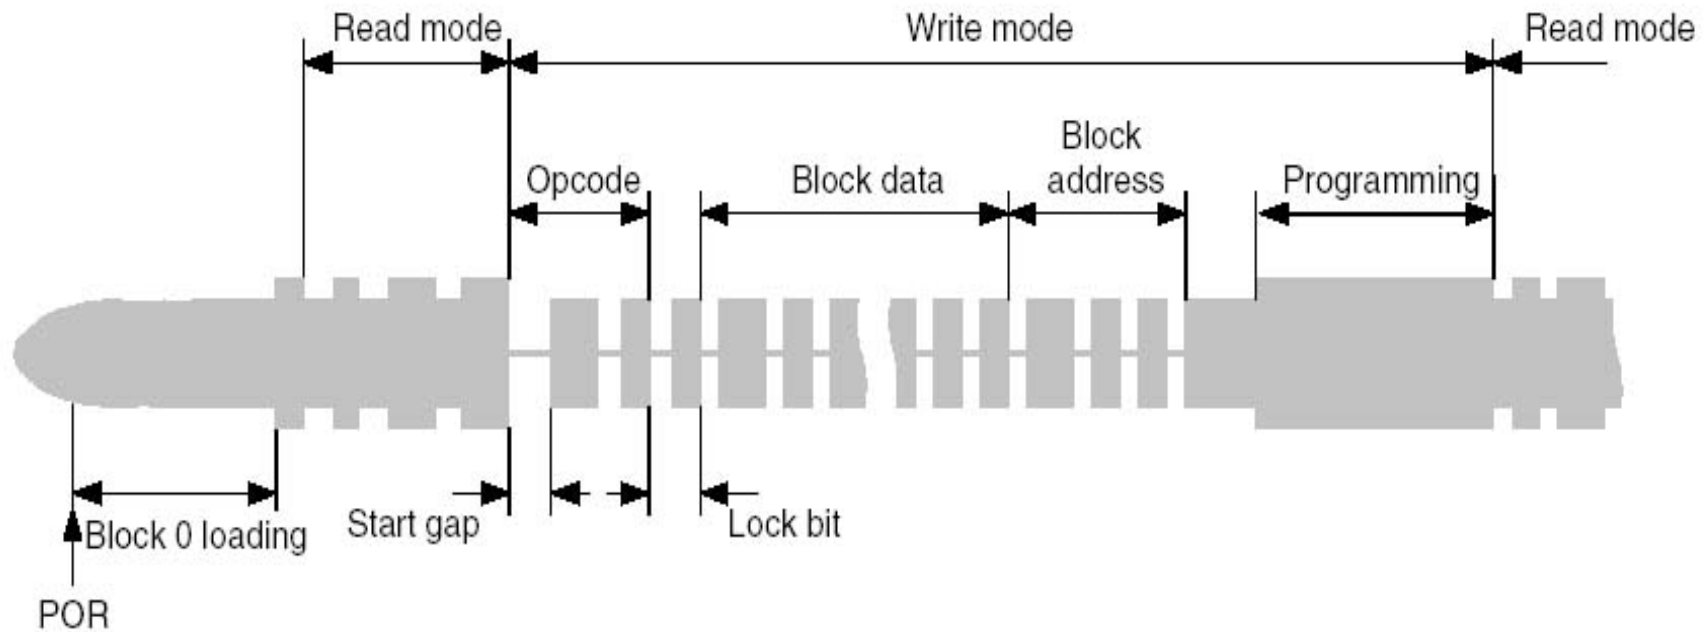 Read mode
Write mode
Read mode
Opcode
Block data
Block
address
Programming
Block 0 loading
Start gap
Lock bit
POR